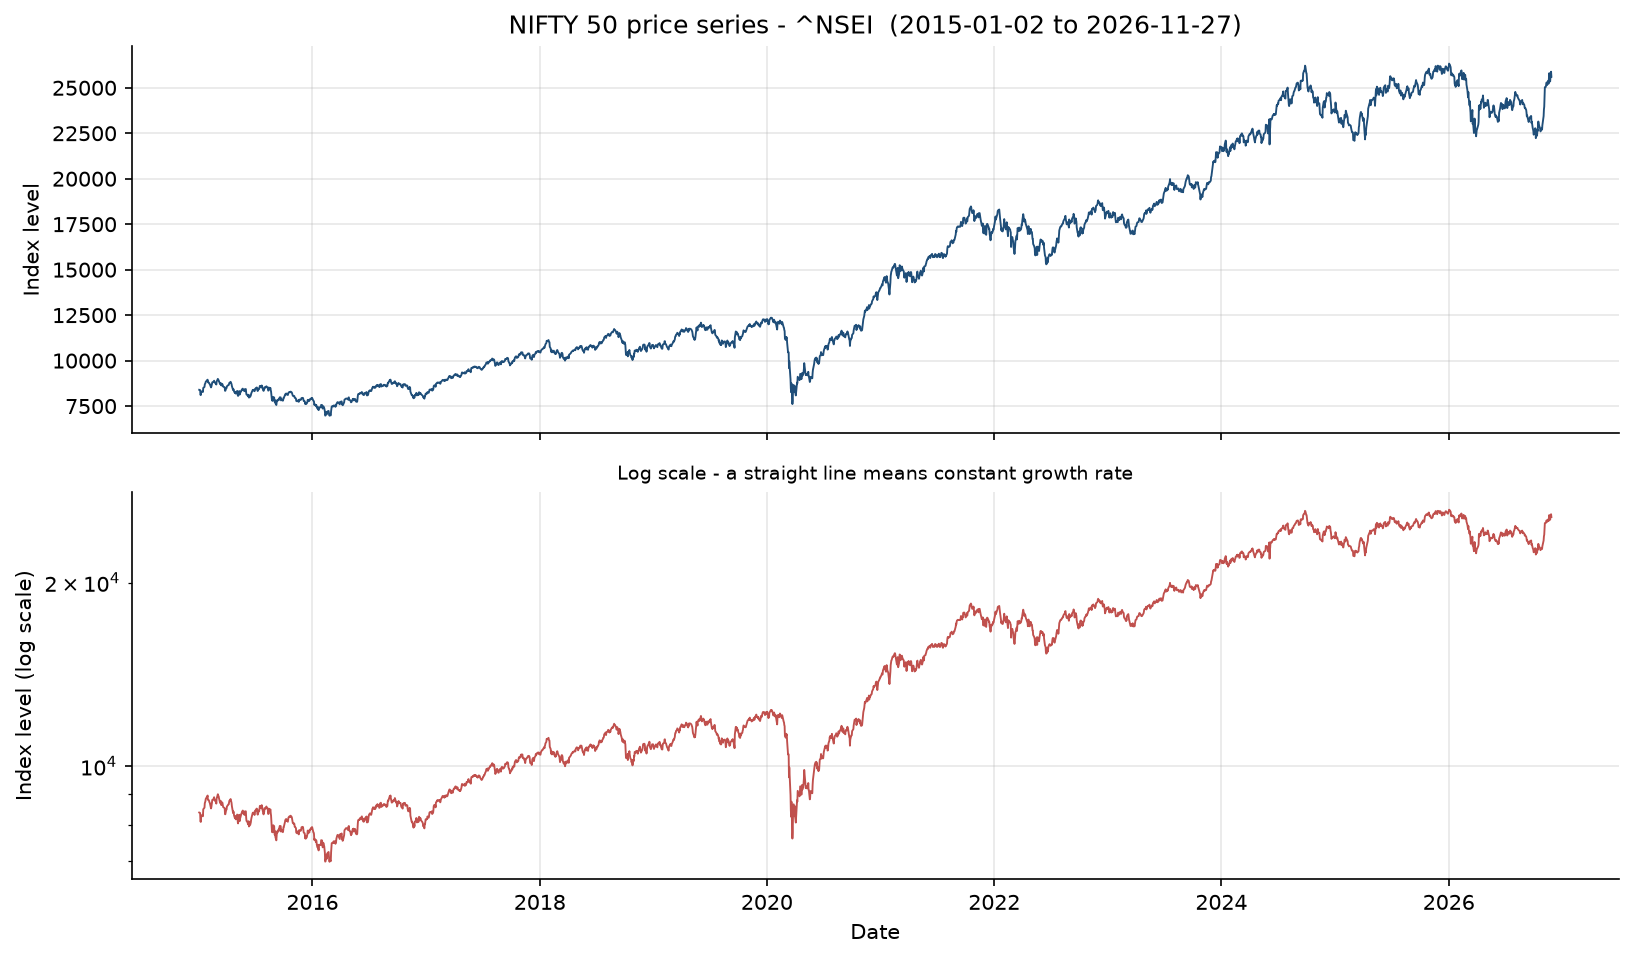 NIFTY 50 price series - ^NSEI  (2015-01-02 to 2026-11-27)
Index level
25000
22500
20000
17500
15000
12500
10000
7500
Log scale - a straight line means constant growth rate
Index level (log scale)
2 × 10⁴
10⁴
2016
2018
2020
2022
2024
2026
Date